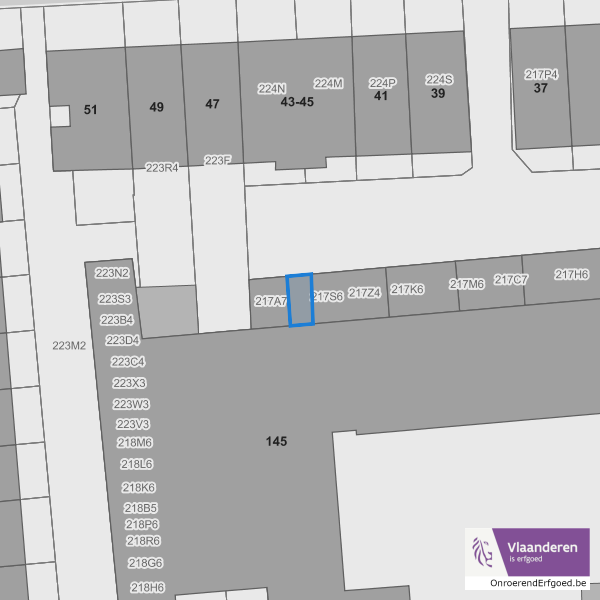 224N
224M
224P
224S
217P4
51
49
47
43-45
41
39
37
223R4
223F
223N2
223S3
223B4
223D4
223M2
223C4
223X3
223W3
223V3
218M6
218L6
218K6
218B5
218P6
218R6
218G6
218H6
217A7
217S6
217Z4
217K6
217M6
217C7
217H6
145
Vlaanderen
is erfgoed
OnroerendErfgoed.be